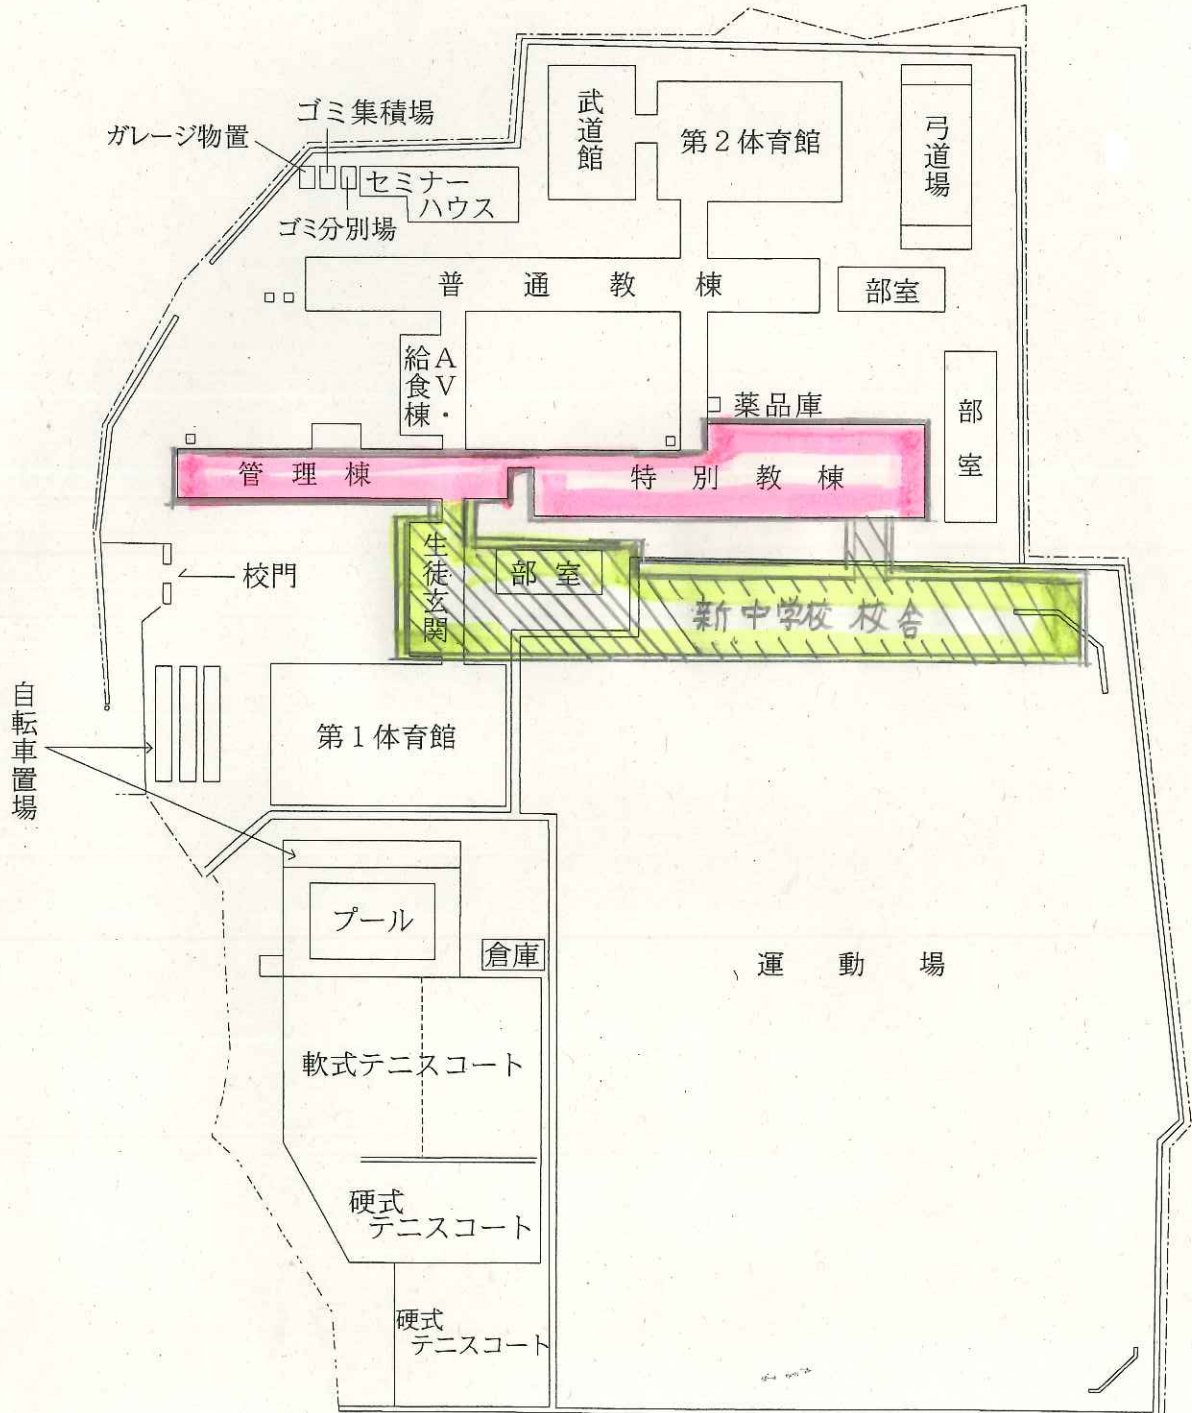 ゴミ集積場
ガレージ物置
セミナー
ハウス
ゴミ分別場
武道館
第2体育館
弓道場
普通教棟
部室
AV・
給食棟
薬品庫
部室
管理棟
特別教棟
校門
生徒玄関
部室
新中学校校舎
自転車置場
第1体育館
プール
倉庫
運動場
軟式テニスコート
硬式
テニスコート
硬式
テニスコート